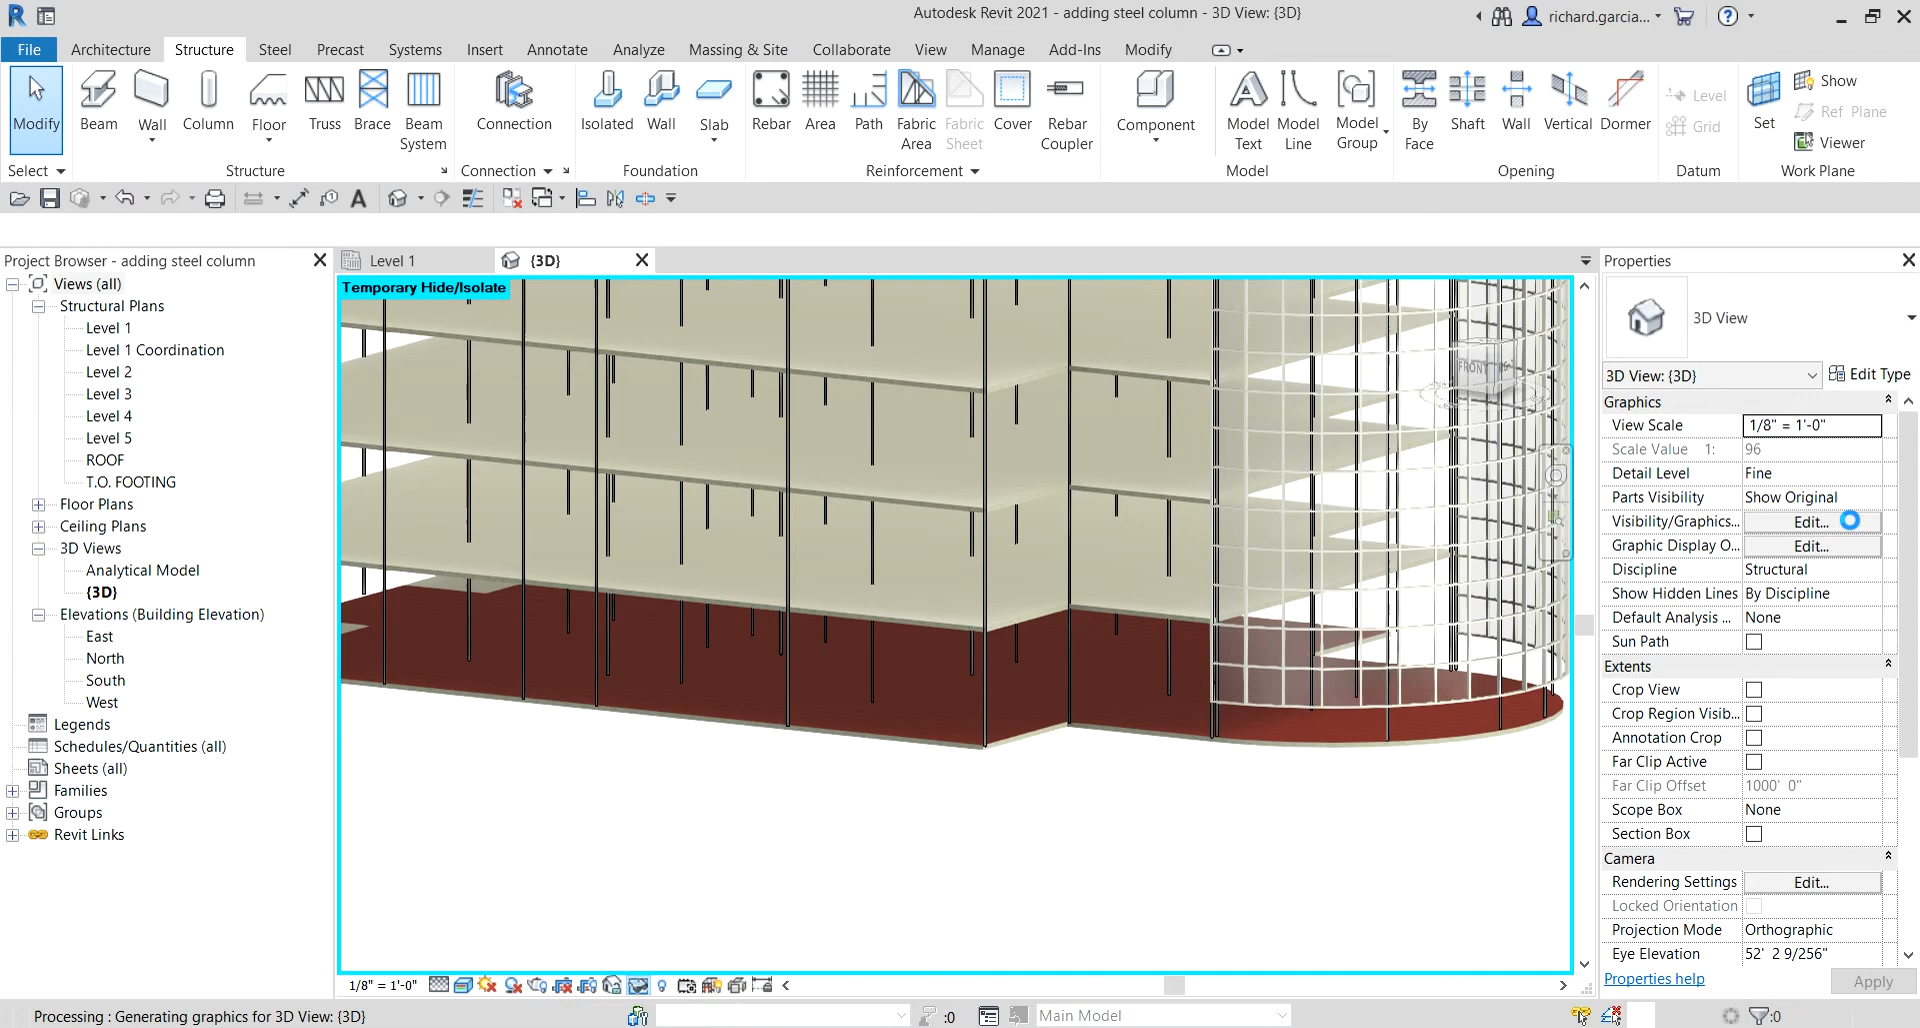 Autodesk Revit 2021 - adding steel column - 3D View: {3D}
richard.garcia...
File Architecture Structure Steel Precast Systems Insert Annotate Analyze Massing & Site Collaborate View Manage Add-Ins Modify
Modify Beam Wall Column Floor Truss Brace Beam System Connection Isolated Wall Slab Rebar Area Path Fabric Area Fabric Sheet Cover Rebar Coupler Component Model Text Model Line Model Group By Face Shaft Wall Vertical Dormer Level Grid Set Show Ref Plane Viewer
Select Structure Connection Foundation Reinforcement Model Opening Datum Work Plane
Project Browser - adding steel column
Views (all)
Structural Plans
Level 1
Level 1 Coordination
Level 2
Level 3
Level 4
Level 5
ROOF
T.O. FOOTING
Floor Plans
Ceiling Plans
3D Views
Analytical Model
{3D}
Elevations (Building Elevation)
East
North
South
West
Legends
Schedules/Quantities (all)
Sheets (all)
Families
Groups
Revit Links
Level 1 {3D}
Temporary Hide/Isolate
FRONT
Properties
3D View
3D View: {3D} Edit Type
Graphics
View Scale 1/8" = 1'-0"
Scale Value 1: 96
Detail Level Fine
Parts Visibility Show Original
Visibility/Graphics... Edit...
Graphic Display O... Edit...
Discipline Structural
Show Hidden Lines By Discipline
Default Analysis ... None
Sun Path
Extents
Crop View
Crop Region Visib...
Annotation Crop
Far Clip Active
Far Clip Offset 1000' 0"
Scope Box None
Section Box
Camera
Rendering Settings Edit...
Locked Orientation
Projection Mode Orthographic
Eye Elevation 52' 2 9/256"
Properties help Apply
1/8" = 1'-0"
Processing : Generating graphics for 3D View: {3D} :0 Main Model :0